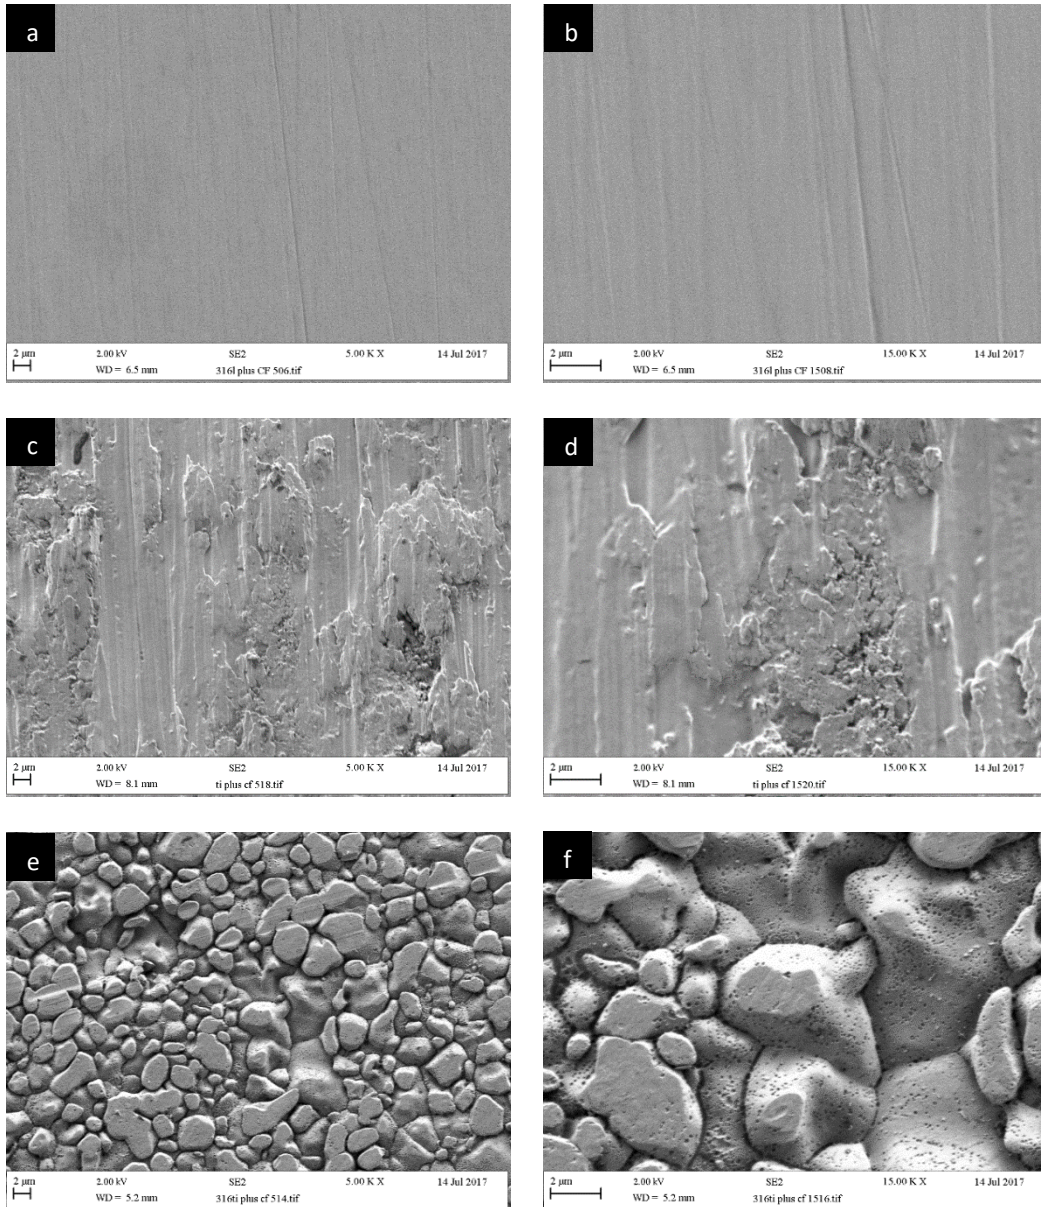 a
b
2 μm 2.00 kV SE2 5.00 K X 14 Jul 2017
WD = 6.5 mm 316l plus CF 506.tif
2 μm 2.00 kV SE2 15.00 K X 14 Jul 2017
WD = 6.5 mm 316l plus CF 1508.tif
c
d
2 μm 2.00 kV SE2 5.00 K X 14 Jul 2017
WD = 8.1 mm ti plus cf 518.tif
2 μm 2.00 kV SE2 15.00 K X 14 Jul 2017
WD = 8.1 mm ti plus cf 1520.tif
e
f
2 μm 2.00 kV SE2 5.00 K X 14 Jul 2017
WD = 5.2 mm 316ti plus cf 514.tif
2 μm 2.00 kV SE2 15.00 K X 14 Jul 2017
WD = 5.2 mm 316ti plus cf 1516.tif